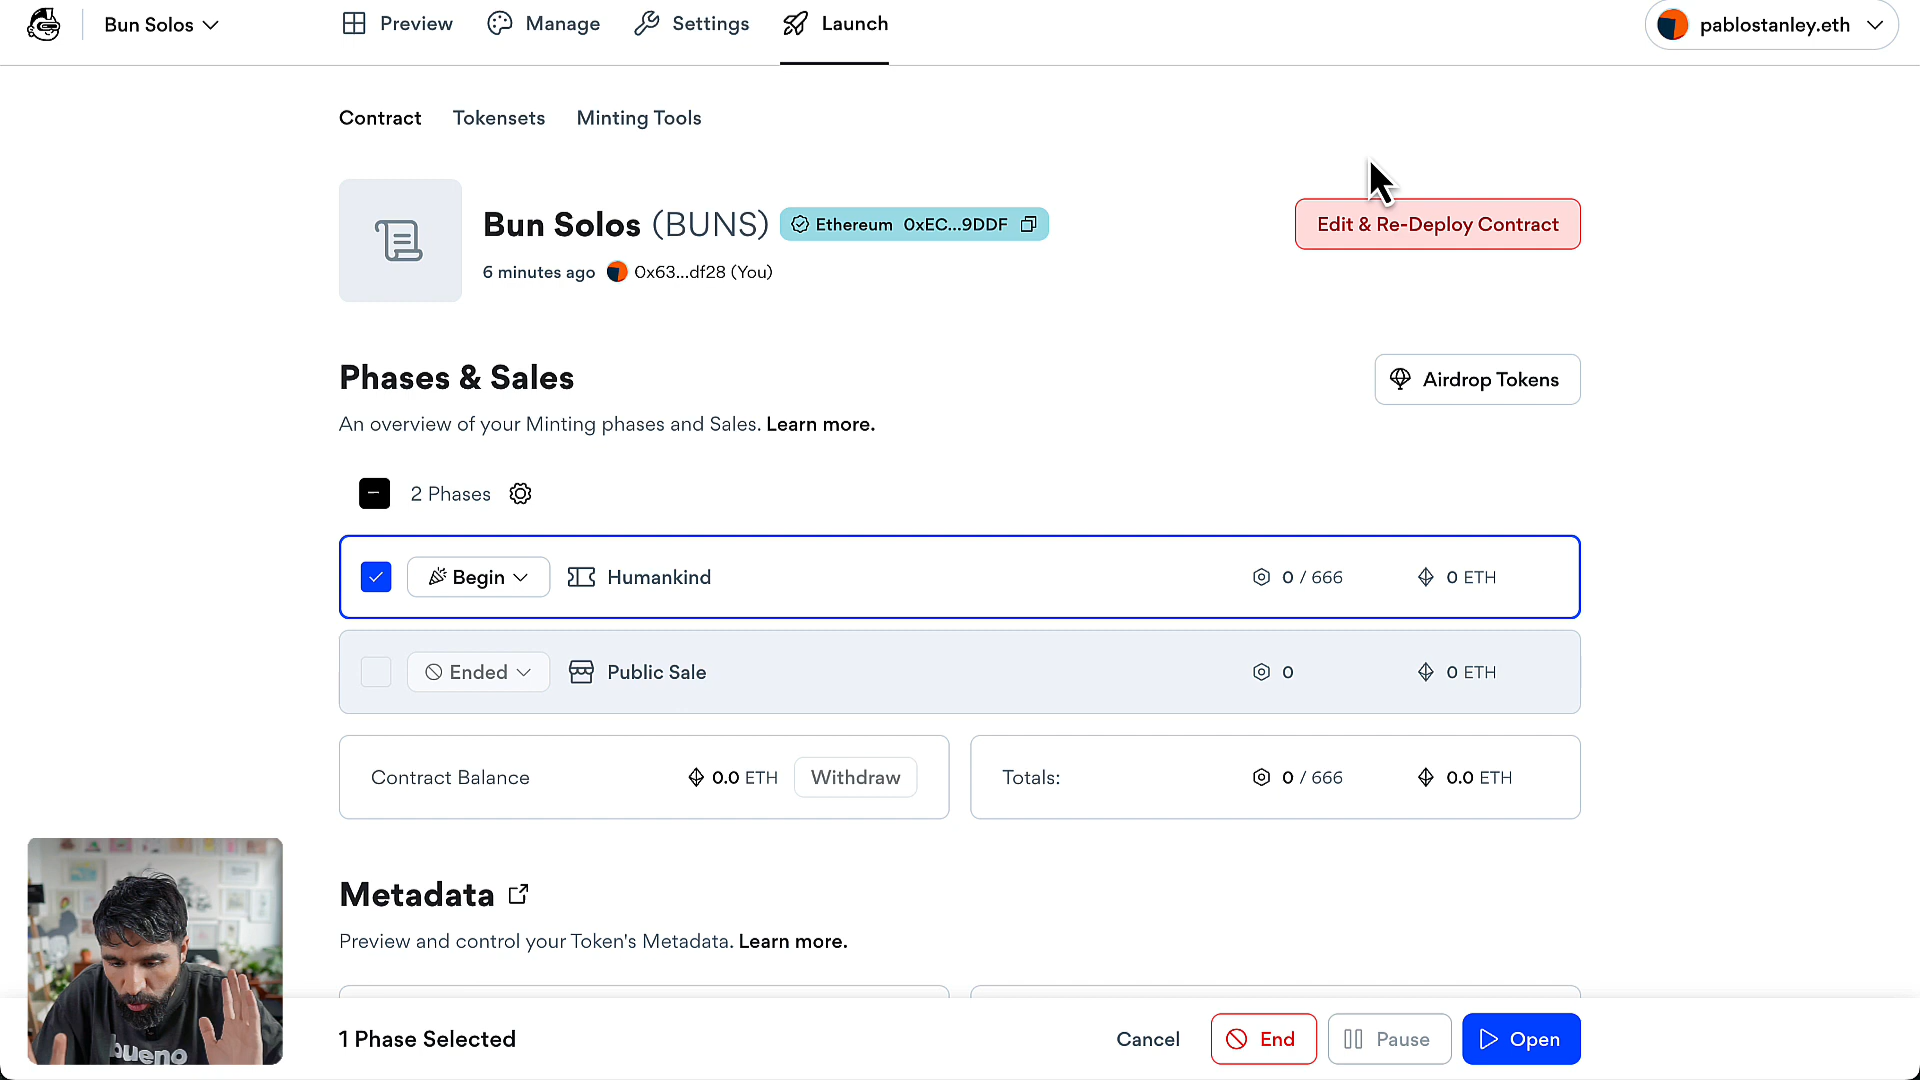 Bun Solos
Preview
Manage
Settings
Launch
pablostanley.eth
Contract
Tokensets
Minting Tools
Bun Solos (BUNS)
Ethereum 0xEC...9DDF
Edit & Re-Deploy Contract
6 minutes ago
0x63...df28 (You)
Phases & Sales
Airdrop Tokens
An overview of your Minting phases and Sales. Learn more.
2 Phases
Begin
Humankind
0 / 666
0 ETH
Ended
Public Sale
0
0 ETH
Contract Balance
0.0 ETH
Withdraw
Totals:
0 / 666
0.0 ETH
Metadata
Preview and control your Token's Metadata. Learn more.
bueno
1 Phase Selected
Cancel
End
Pause
Open